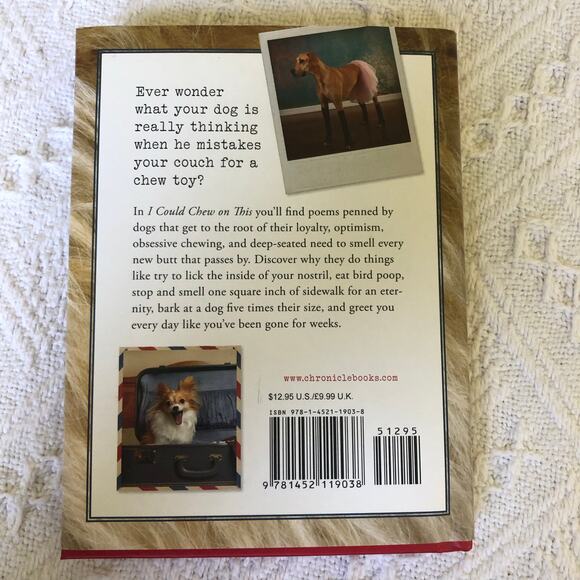 Ever wonder
what your dog is
really thinking
when he mistakes
your couch for a
chew toy?
In I Could Chew on This you'll find poems penned by
dogs that get to the root of their loyalty, optimism,
obsessive chewing, and deep-seated need to smell every
new butt that passes by. Discover why they do things
like try to lick the inside of your nostril, eat bird poop,
stop and smell one square inch of sidewalk for an eter-
nity, bark at a dog five times their size, and greet you
every day like you've been gone for weeks.
www.chroniclebooks.com
$12.95 U.S./£9.99 U.K.
ISBN 978-1-4521-1903-8
51295
9 781452 119038